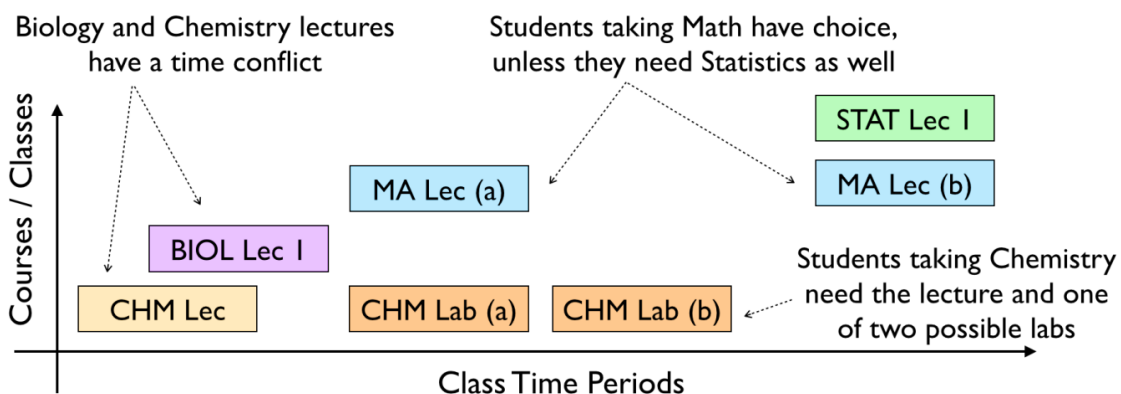 Biology and Chemistry lectures
have a time conflict
Students taking Math have choice,
unless they need Statistics as well
Courses / Classes
STAT Lec 1
MA Lec (a)
MA Lec (b)
BIOL Lec 1
CHM Lec
CHM Lab (a)
CHM Lab (b)
Students taking Chemistry
need the lecture and one
of two possible labs
Class Time Periods